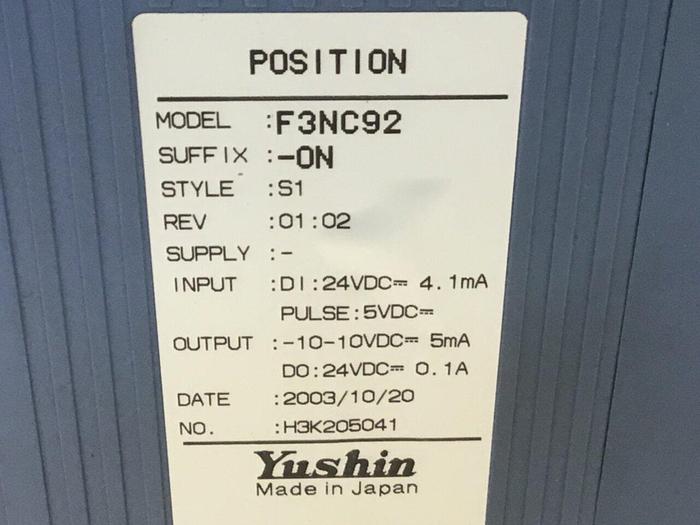 POSITION
MODEL :F3NC92
SUFFIX :-0N
STYLE :S1
REV :01:02
SUPPLY :-
INPUT :DI:24VDC⎓ 4.1mA
PULSE:5VDC⎓
OUTPUT :-10-10VDC⎓ 5mA
DO:24VDC⎓ 0.1A
DATE :2003/10/20
NO. :H3K205041
Yushin
Made in Japan